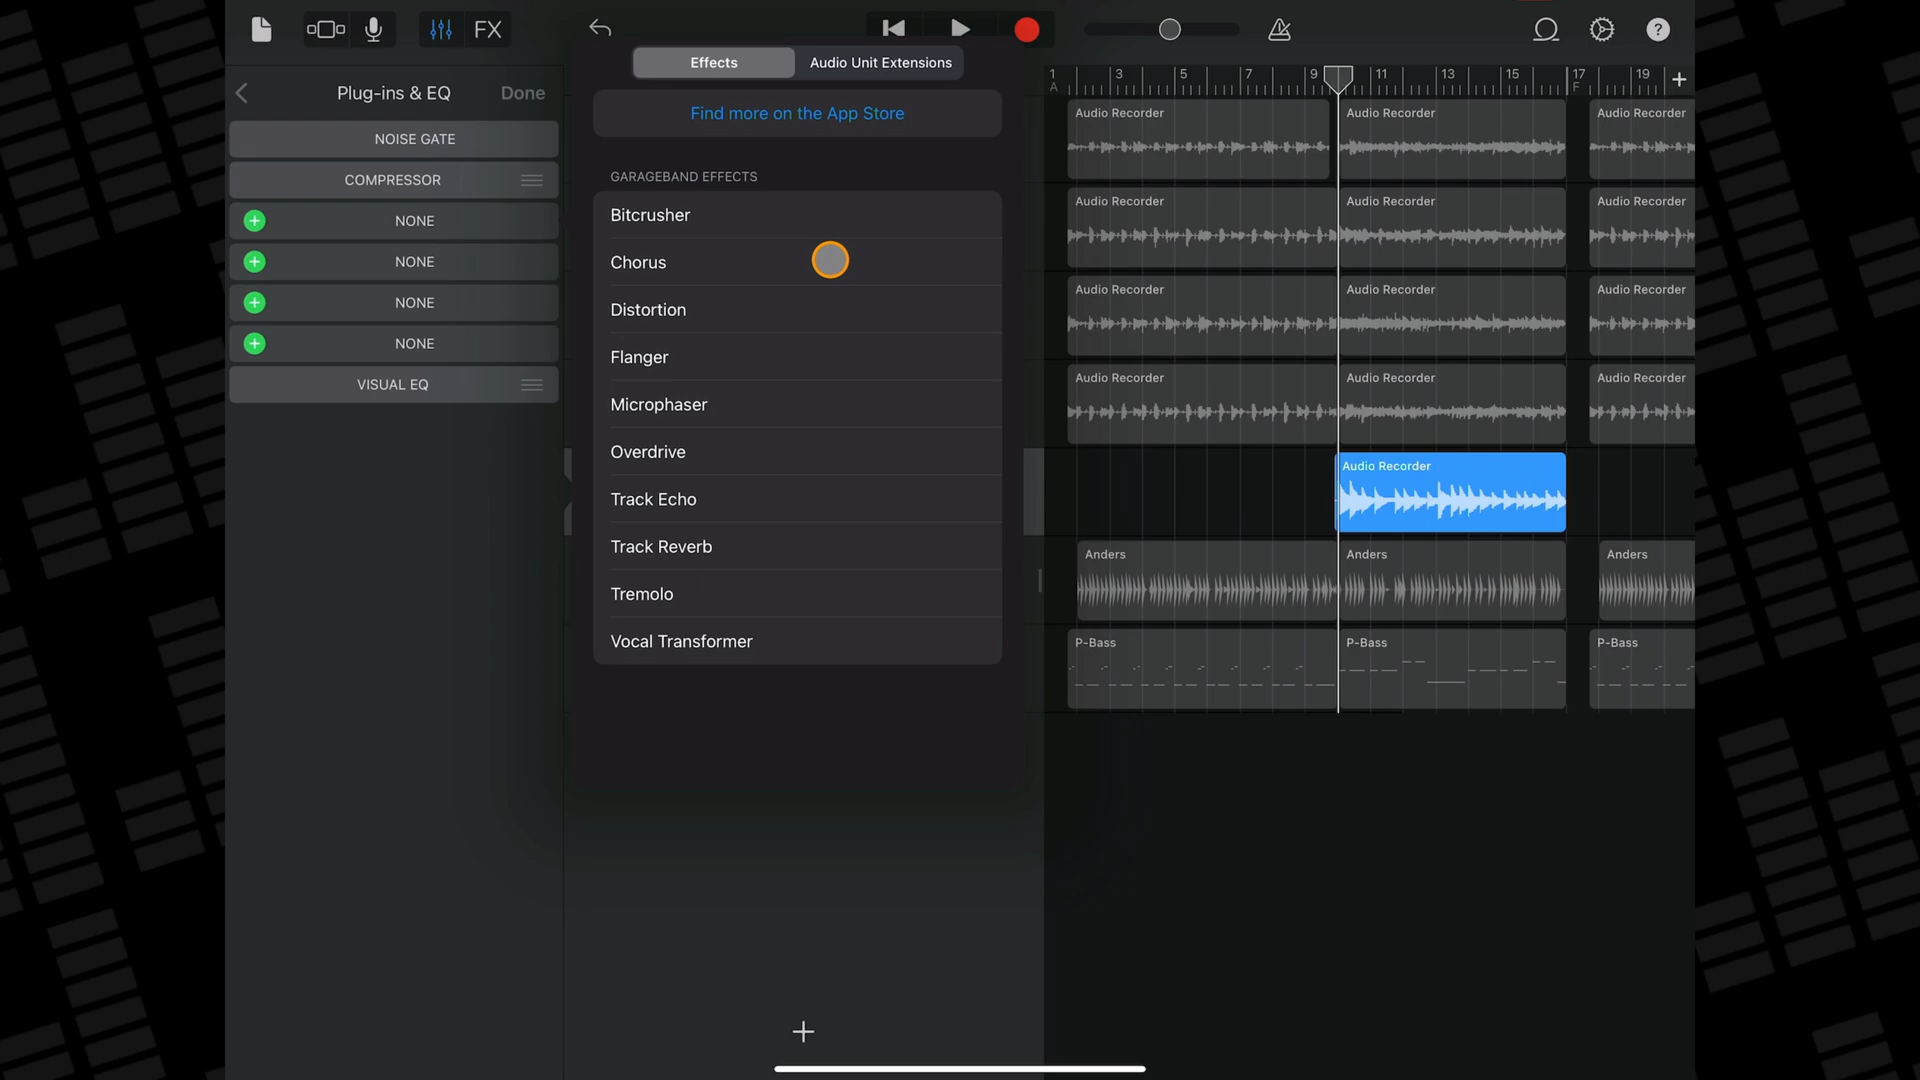 FX
Effects
Audio Unit Extensions
?
Plug-ins & EQ
Done
NOISE GATE
COMPRESSOR
NONE
NONE
NONE
NONE
VISUAL EQ
Find more on the App Store
GARAGEBAND EFFECTS
Bitcrusher
Chorus
Distortion
Flanger
Microphaser
Overdrive
Track Echo
Track Reverb
Tremolo
Vocal Transformer
1 3 5 7 9 11 13 15 17 19
A F
Audio Recorder Audio Recorder Audio Recorder
Audio Recorder Audio Recorder Audio Recorder
Audio Recorder Audio Recorder Audio Recorder
Audio Recorder Audio Recorder Audio Recorder
Audio Recorder
Anders Anders Anders
P-Bass P-Bass P-Bass